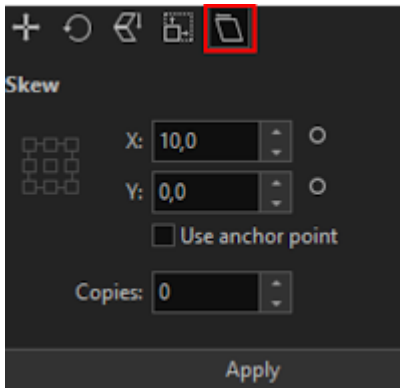 Skew
X: 10,0
Y: 0,0
Use anchor point
Copies: 0
Apply